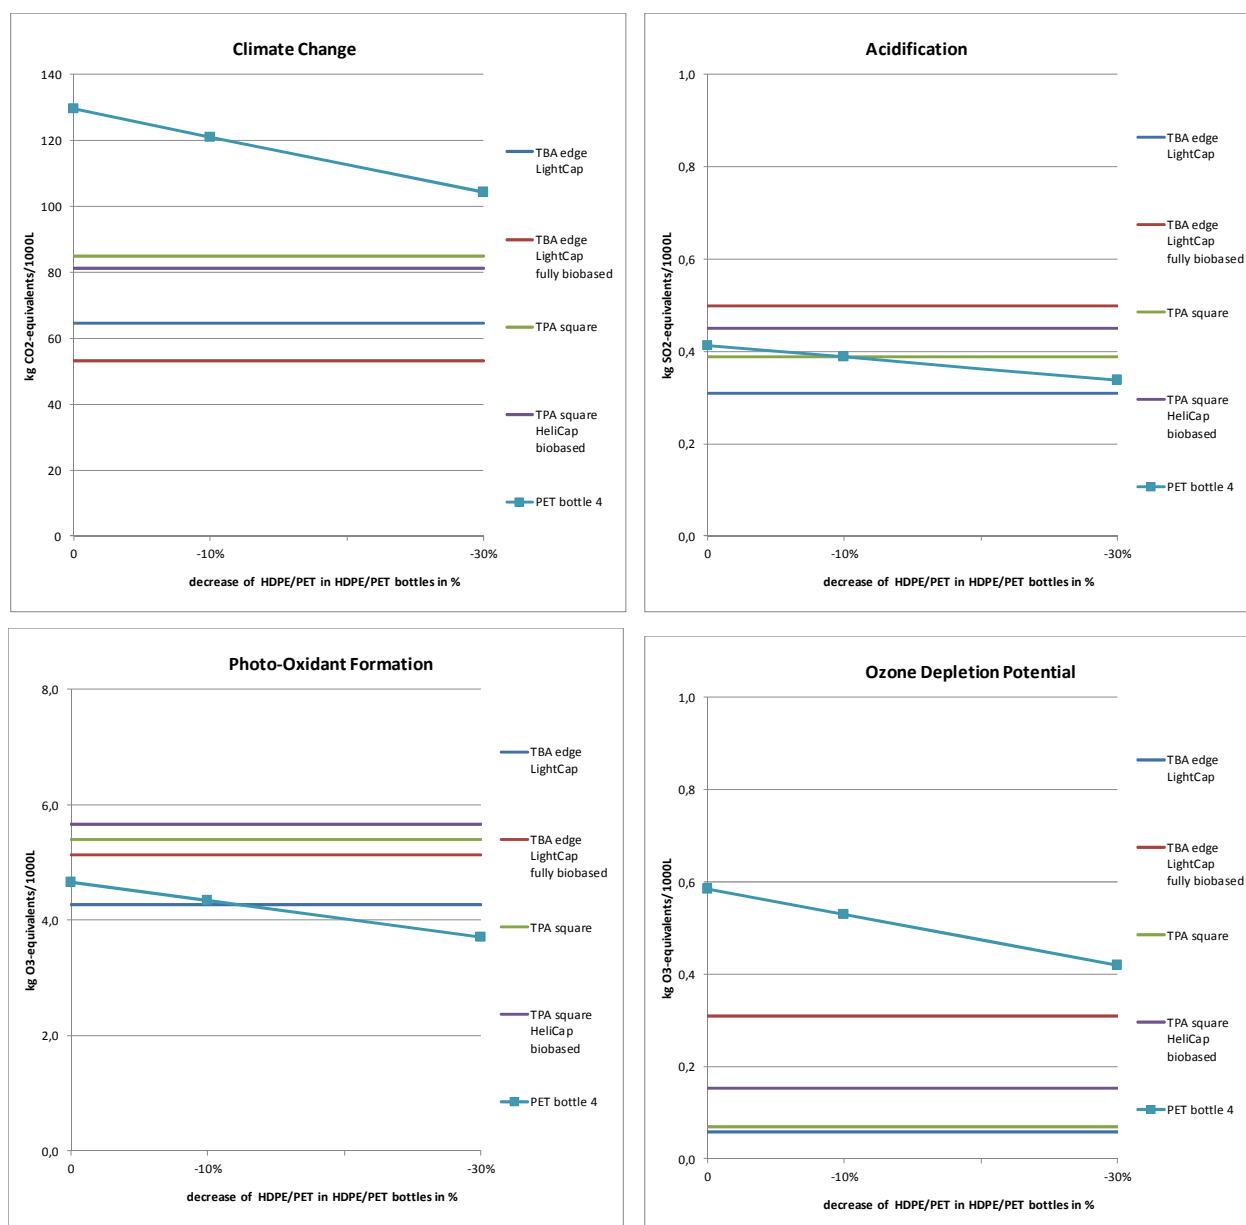 Climate Change
140
120
100
80
60
40
20
0
kg CO2-equivalents/1000L
0
-10%
-30%
decrease of HDPE/PET in HDPE/PET bottles in %
TBA edge
LightCap
TBA edge
LightCap
fully biobased
TPA square
TPA square
HeliCap
biobased
PET bottle 4
Acidification
1,0
0,8
0,6
0,4
0,2
0,0
kg SO2-equivalents/1000L
0
-10%
-30%
decrease of HDPE/PET in HDPE/PET bottles in %
TBA edge
LightCap
TBA edge
LightCap
fully biobased
TPA square
TPA square
HeliCap
biobased
PET bottle 4
Photo-Oxidant Formation
8,0
6,0
4,0
2,0
0,0
kg O3-equivalents/1000L
0
-10%
-30%
decrease of HDPE/PET in HDPE/PET bottles in %
TBA edge
LightCap
TBA edge
LightCap
fully biobased
TPA square
TPA square
HeliCap
biobased
PET bottle 4
Ozone Depletion Potential
1,0
0,8
0,6
0,4
0,2
0,0
kg O3-equivalents/1000L
0
-10%
-30%
decrease of HDPE/PET in HDPE/PET bottles in %
TBA edge
LightCap
TBA edge
LightCap
fully biobased
TPA square
TPA square
HeliCap
biobased
PET bottle 4